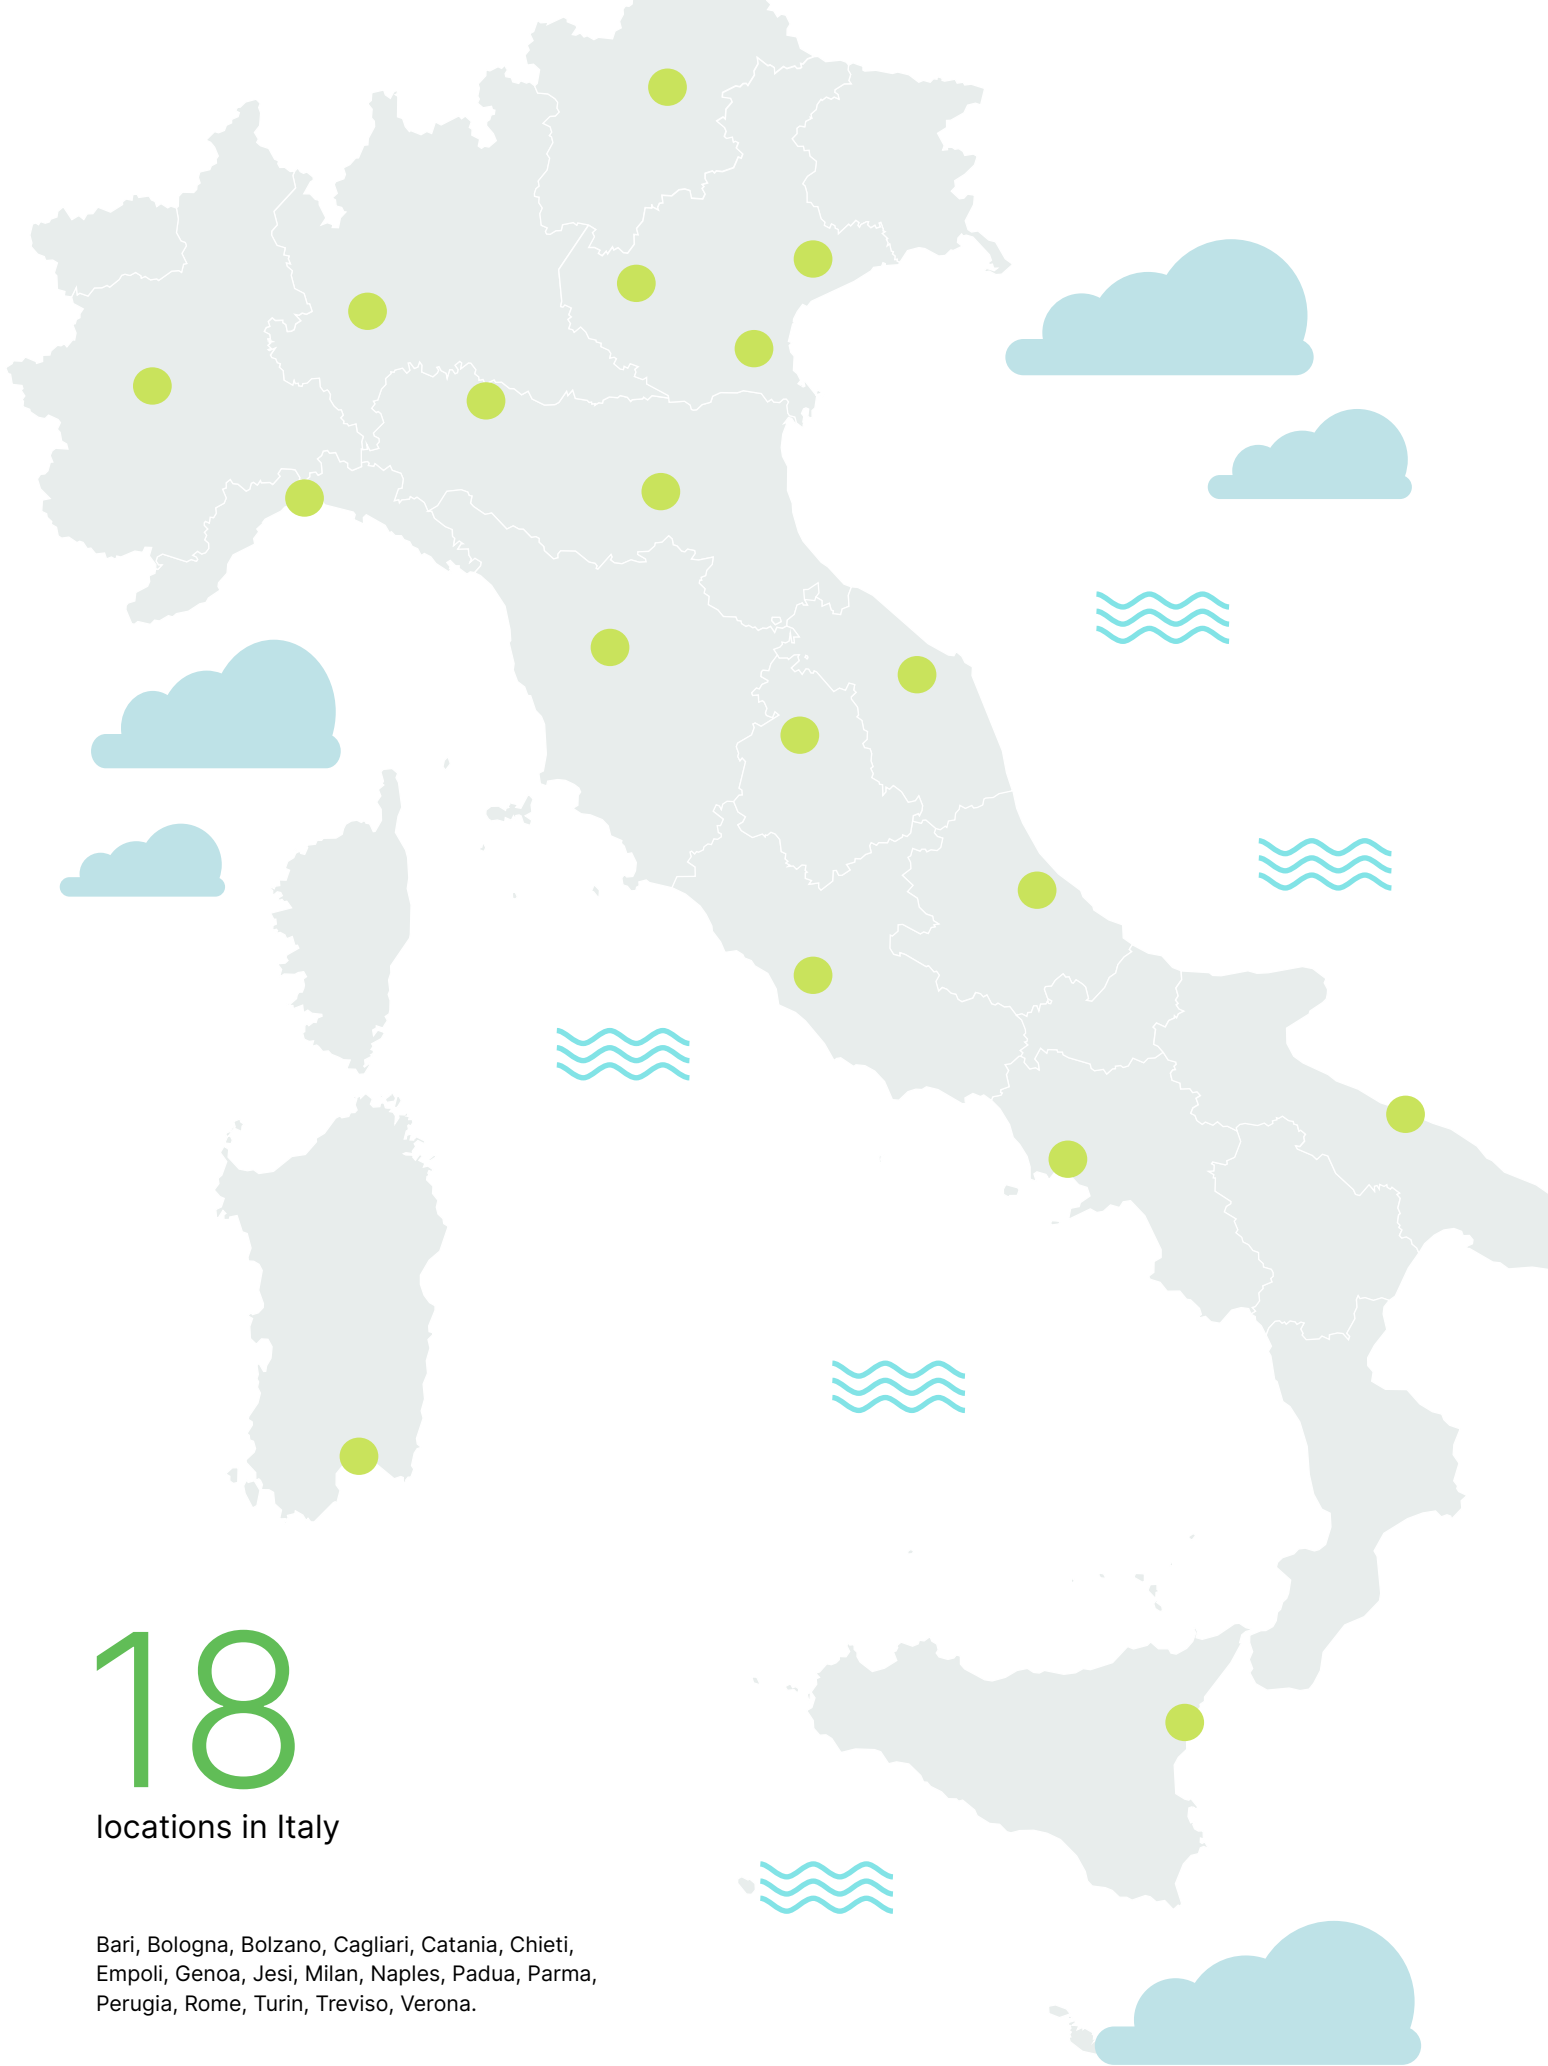 18
locations in Italy
Bari, Bologna, Bolzano, Cagliari, Catania, Chieti,
Empoli, Genoa, Jesi, Milan, Naples, Padua, Parma,
Perugia, Rome, Turin, Treviso, Verona.